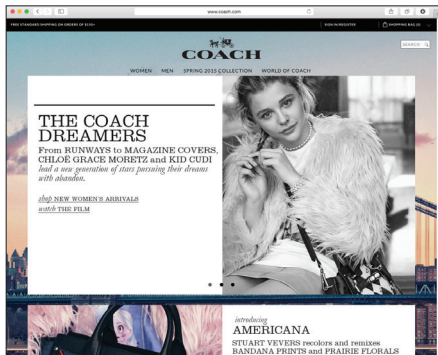 www.coach.com
FREE STANDARD SHIPPING ON ORDERS OF $150+
SIGN IN/REGISTER
SHOPPING BAG (0)
COACH
SEARCH
WOMEN MEN SPRING 2015 COLLECTION WORLD OF COACH
THE COACH
DREAMERS
From RUNWAYS to MAGAZINE COVERS,
CHLOË GRACE MORETZ and KID CUDI
lead a new generation of stars pursuing their dreams
with abandon.
shop NEW WOMEN'S ARRIVALS
watch THE FILM
introducing
AMERICANA
STUART VEVERS recolors and remixes
BANDANA PRINTS and PRAIRIE FLORALS